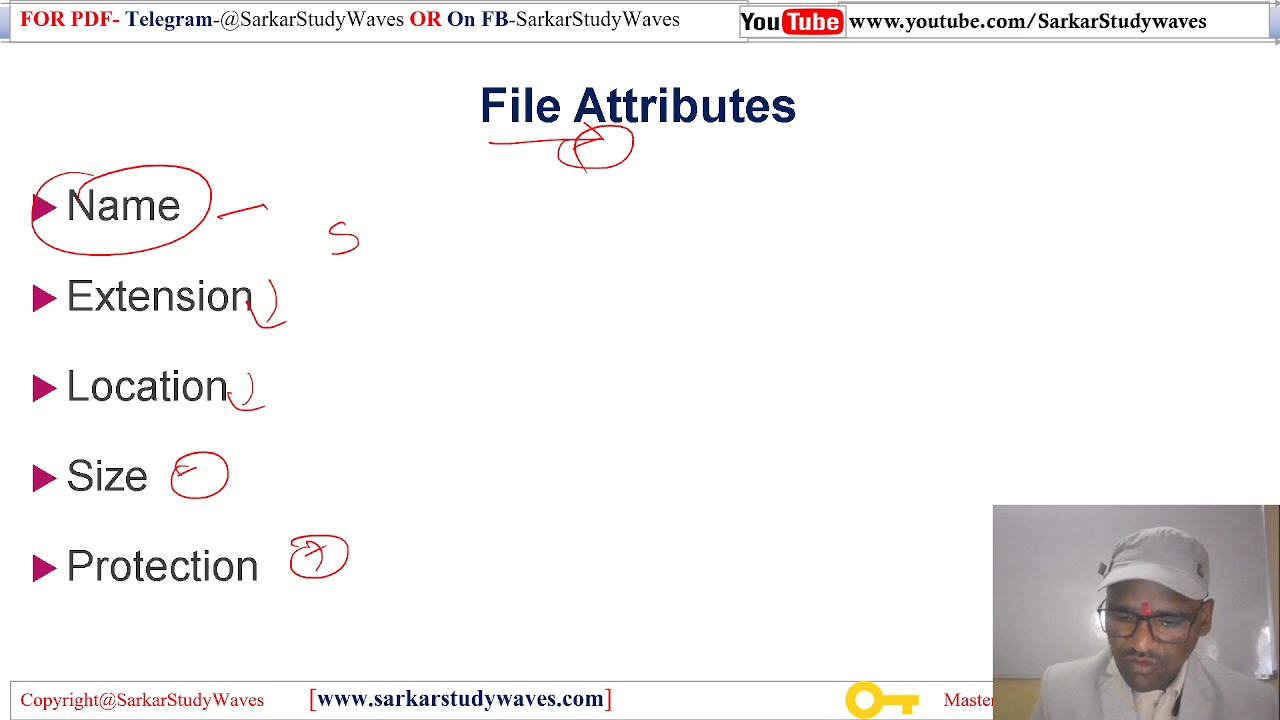 FOR PDF- Telegram-@SarkarStudyWaves OR On FB-SarkarStudyWaves
YouTube www.youtube.com/SarkarStudywaves
File Attributes
Name
S
Extension
Location
Size
Protection
Copyright@SarkarStudyWaves [www.sarkarstudywaves.com] Master